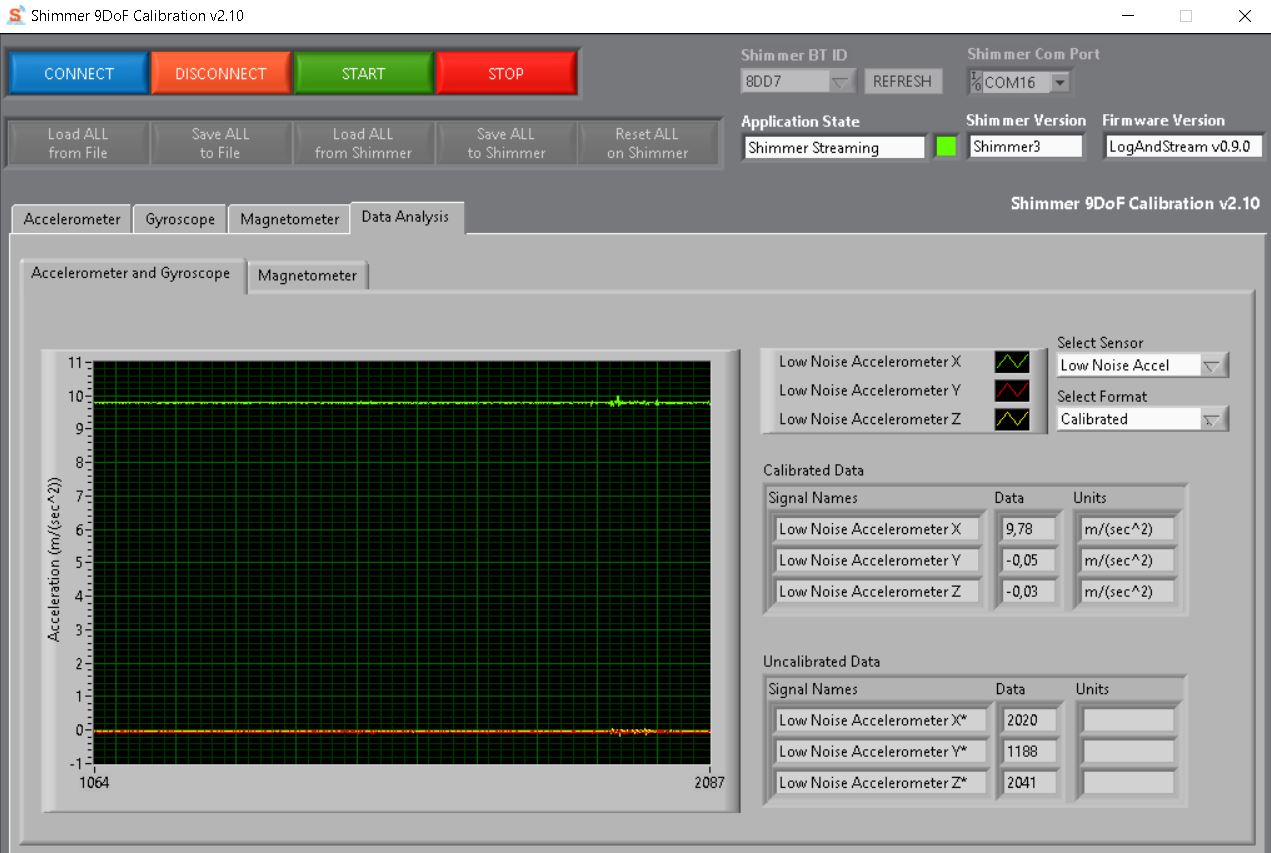 Shimmer 9DoF Calibration v2.10
CONNECT
DISCONNECT
START
STOP
Shimmer BT ID
8DD7
REFRESH
Shimmer Com Port
COM16
Load ALL
from File
Save ALL
to File
Load ALL
from Shimmer
Save ALL
to Shimmer
Reset ALL
on Shimmer
Application State
Shimmer Streaming
Shimmer Version
Shimmer3
Firmware Version
LogAndStream v0.9.0
Shimmer 9DoF Calibration v2.10
Accelerometer
Gyroscope
Magnetometer
Data Analysis
Accelerometer and Gyroscope
Magnetometer
Acceleration (m/(sec^2))
11
10
9
8
7
6
5
4
3
2
1
0
-1
1064
2087
Low Noise Accelerometer X
Low Noise Accelerometer Y
Low Noise Accelerometer Z
Select Sensor
Low Noise Accel
Select Format
Calibrated
Calibrated Data
Signal Names Data Units
Low Noise Accelerometer X 9,78 m/(sec^2)
Low Noise Accelerometer Y -0,05 m/(sec^2)
Low Noise Accelerometer Z -0,03 m/(sec^2)
Uncalibrated Data
Signal Names Data Units
Low Noise Accelerometer X* 2020
Low Noise Accelerometer Y* 1188
Low Noise Accelerometer Z* 2041